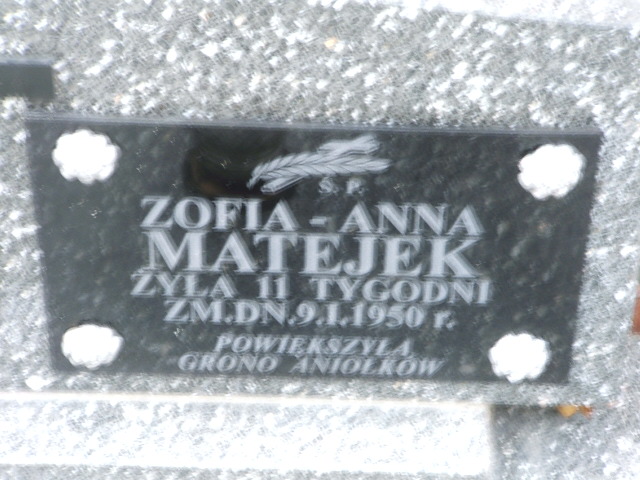 Ś. P.
ZOFIA - ANNA
MATEJEK
ŻYŁA 11 TYGODNI
ZM.DN.9.I.1950 r.
POWIĘKSZYŁA
GRONO ANIOŁKÓW